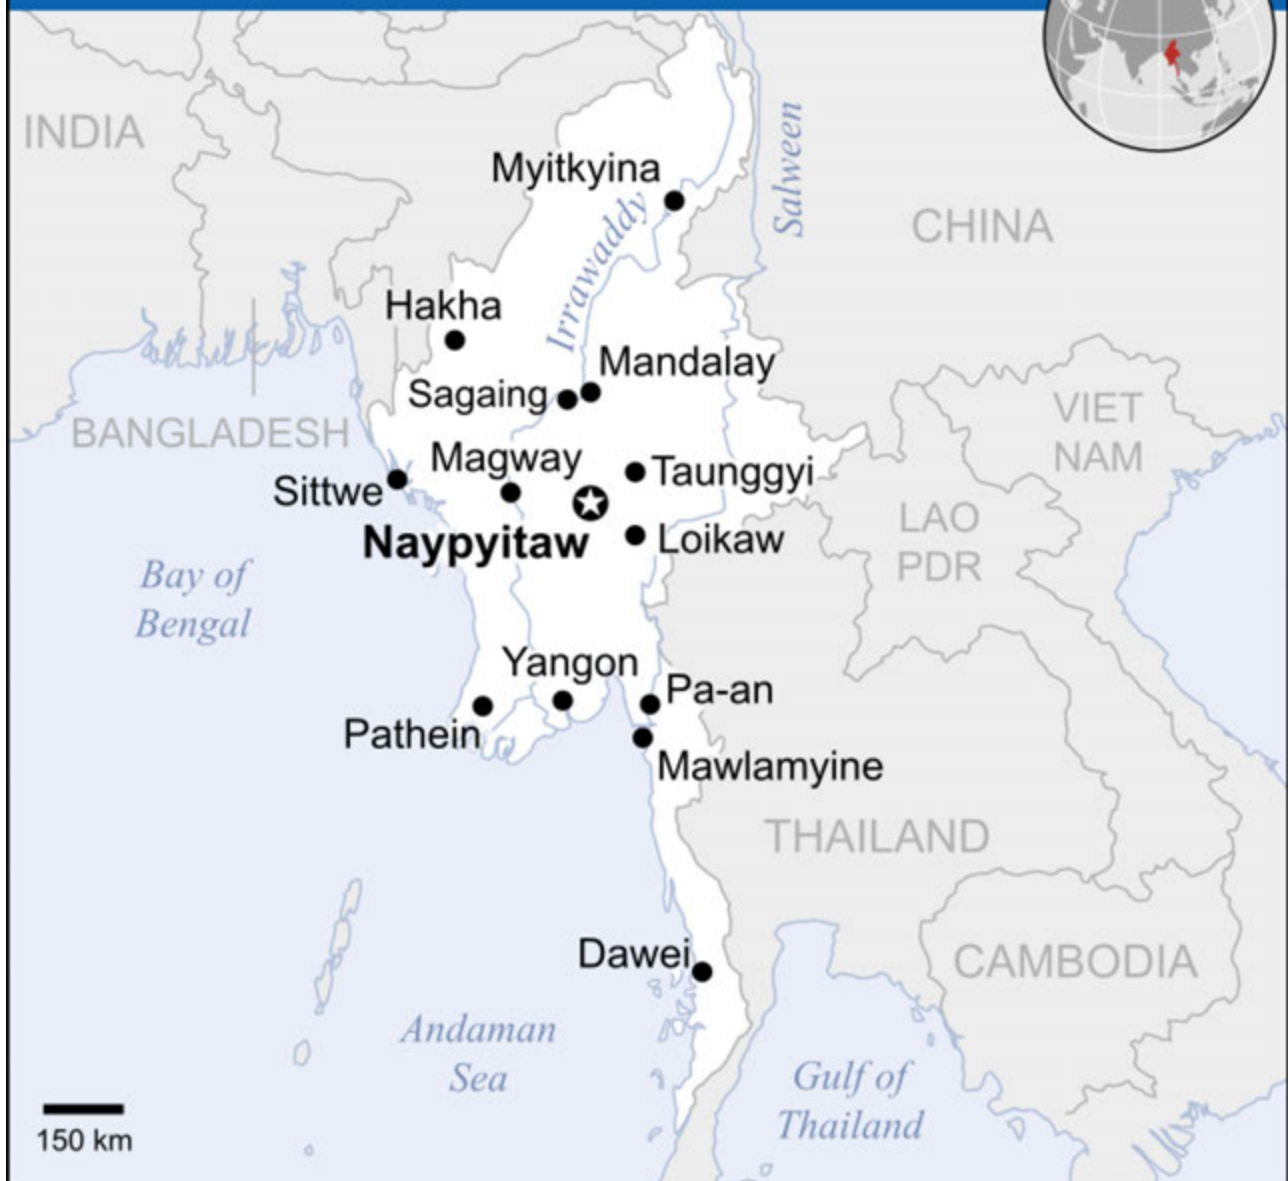 INDIA
Myitkyina
Salween
CHINA
Irrawaddy
Hakha
Mandalay
Sagaing
VIET
NAM
BANGLADESH
Magway
Taunggyi
Sittwe
LAO
PDR
Naypyitaw
Loikaw
Bay of
Bengal
Yangon
Pa-an
Pathein
Mawlamyine
THAILAND
Dawei
CAMBODIA
Andaman
Sea
Gulf of
Thailand
150 km